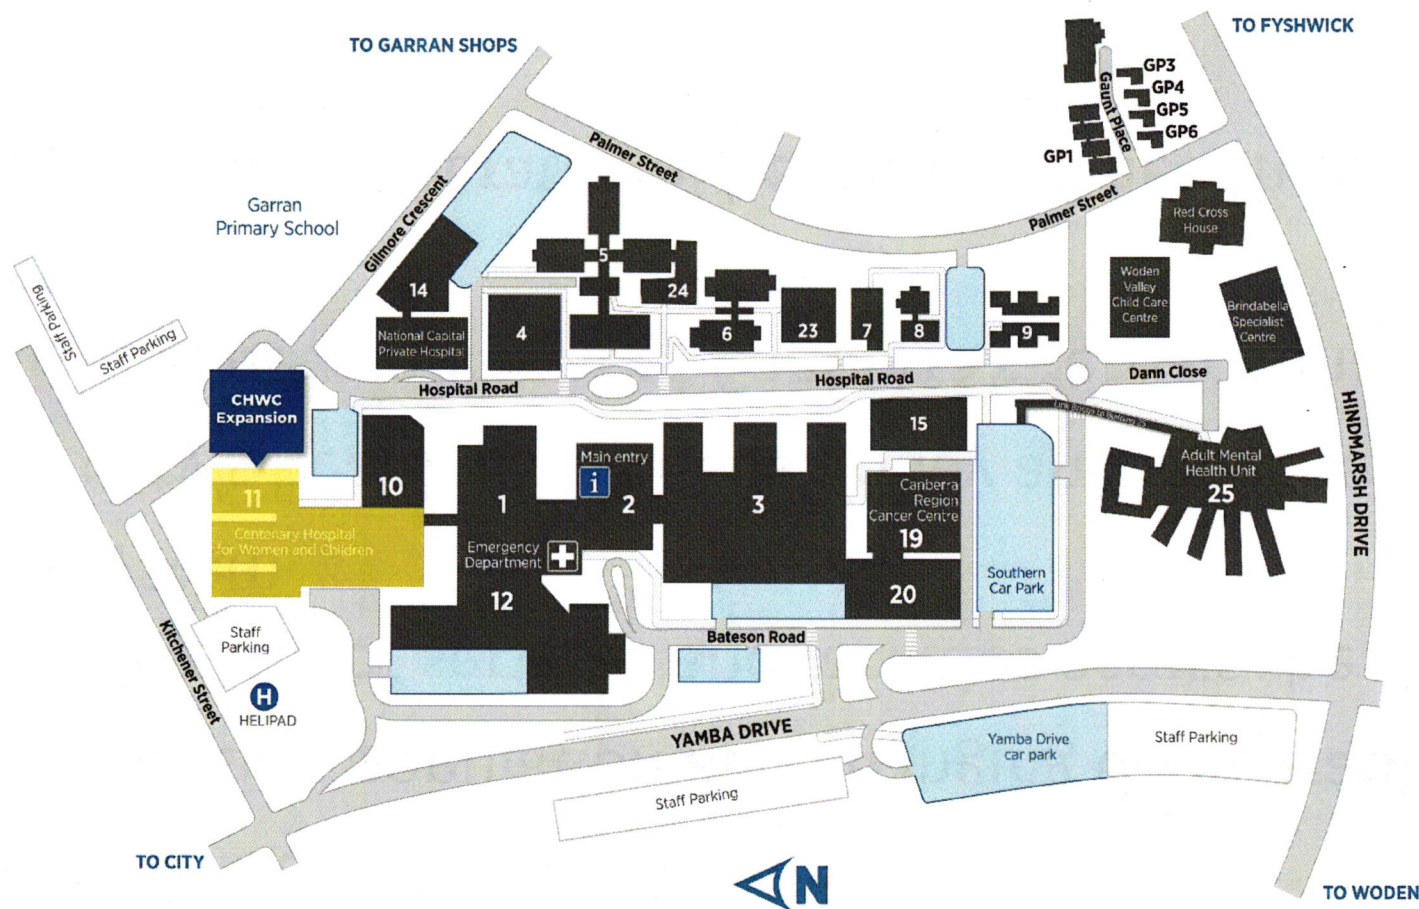 TO GARRAN SHOPS
TO FYSHWICK
GP3
GP4
GP5
GP6
GP1
Gaunt Place
Palmer Street
Palmer Street
Garran
Primary School
Gilmore Crescent
Red Cross
House
Woden
Valley
Child Care
Centre
Brindabella
Specialist
Centre
Staff Parking
Staff Parking
14
National Capital
Private Hospital
4
5
24
6
23
7
8
9
Hospital Road
Hospital Road
Dann Close
HINDMARSH DRIVE
CHWC
Expansion
Link Bridge to Building 25
11
Centenary Hospital
for Women and Children
10
1
Main entry
i
2
3
15
Canberra
Region
Cancer Centre
19
20
Adult Mental
Health Unit
25
Emergency
Department
12
Southern
Car Park
Bateson Road
Staff
Parking
Kitchener Street
H
HELIPAD
YAMBA DRIVE
Yamba Drive
car park
Staff Parking
Staff Parking
TO CITY
N
TO WODEN